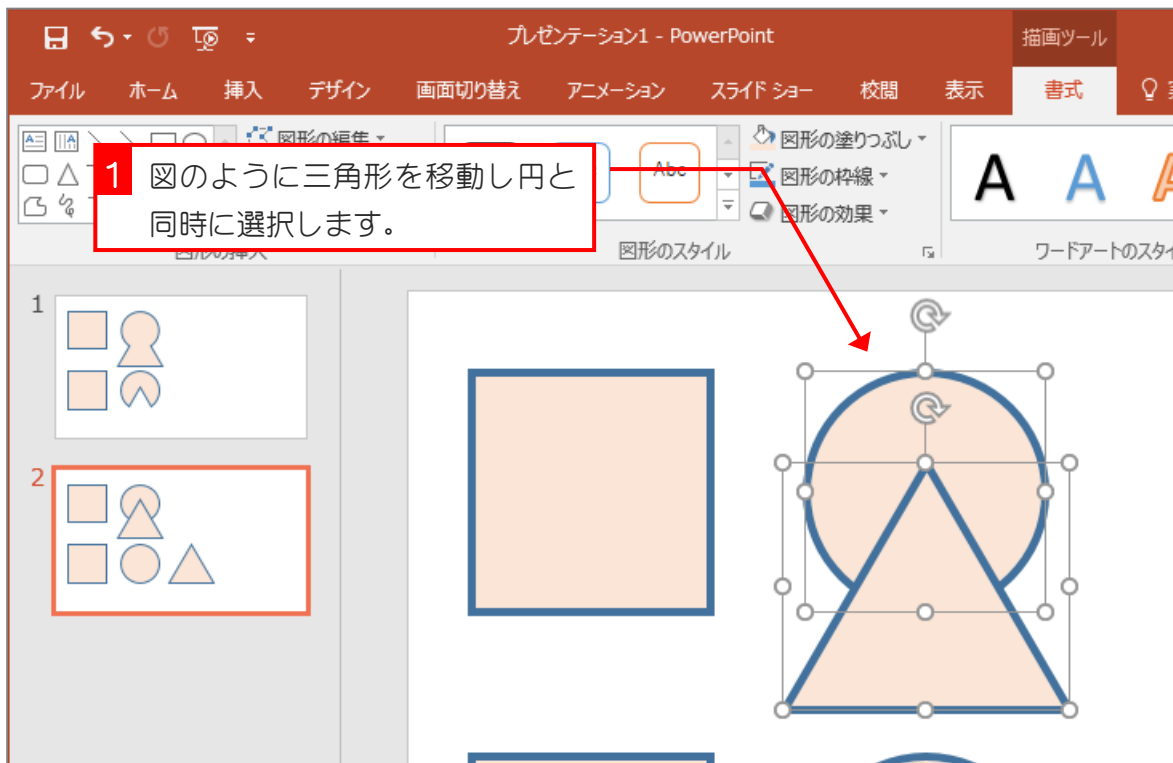 プレゼンテーション1 - PowerPoint
描画ツール
ファイル ホーム 挿入 デザイン 画面切り替え アニメーション スライド ショー 校閲 表示 書式
図形の編集
図形の塗りつぶし
Abc
図形の枠線
図形の効果
A A A
1 図のように三角形を移動し円と
同時に選択します。
図形の挿入 図形のスタイル ワードアートのスタイ
1
2